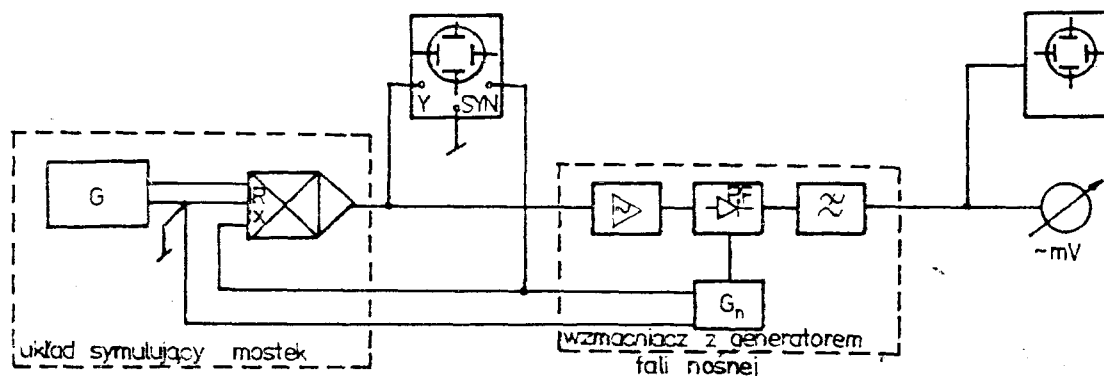 Y SYN
G
X
G_n
~mV
układ symulujący mostek
wzmacniacz z generatorem
fali nośnej